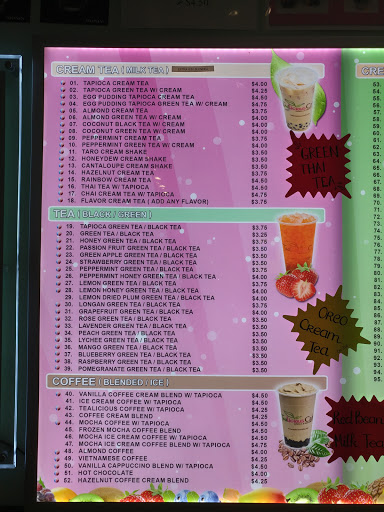 CREAM TEA ( MILK TEA )
01. TAPIOCA CREAM TEA $4.00
02. TAPIOCA GREEN TEA W/ CREAM $4.25
03. EGG PUDDING TAPIOCA CREAM TEA $4.50
04. EGG PUDDING TAPIOCA GREEN TEA W/ CREAM $4.75
05. ALMOND CREAM TEA $3.75
06. ALMOND GREEN TEA W/ CREAM $4.00
07. COCONUT BLACK TEA W/ CREAM $3.75
08. COCONUT GREEN TEA W/ CREAM $4.00
09. PEPPERMINT CREAM TEA $3.75
10. PEPPERMINT GREEN TEA W/ CREAM $4.00
11. TARO CREAM SHAKE $3.50
12. HONEYDEW CREAM SHAKE $3.50
13. CANTALOUPE CREAM SHAKE $3.50
14. HAZELNUT CREAM TEA $3.75
15. RAINBOW CREAM TEA $4.50
16. THAI TEA W/ TAPIOCA $4.50
17. CHAI CREAM TEA W/ TAPIOCA $4.75
18. FLAVOR CREAM TEA ( ADD ANY FLAVOR) $3.75
TEA ( BLACK / GREEN )
19. TAPIOCA GREEN TEA / BLACK TEA $3.75
20. GREEN TEA / BLACK TEA $3.25
21. HONEY GREEN TEA / BLACK TEA $3.75
22. PASSION FRUIT GREEN TEA / BLACK TEA $3.50
23. GREEN APPLE GREEN TEA / BLACK TEA $3.50
24. STRAWBERRY GREEN TEA / BLACK TEA $3.50
25. PEPPERMINT GREEN TEA / BLACK TEA $3.50
26. PEPPERMINT HONEY GREEN TEA / BLACK TEA $4.00
27. LEMON GREEN TEA / BLACK TEA $3.50
28. LEMON HONEY GREEN TEA / BLACK TEA $4.00
29. LEMON DRIED PLUM GREEN TEA / BLACK TEA $4.00
30. LONGAN GREEN TEA / BLACK TEA $3.50
31. GRAPEFRUIT GREEN TEA / BLACK TEA $4.00
32. ROSE GREEN TEA / BLACK TEA $3.50
33. LAVENDER GREEN TEA / BLACK TEA $3.50
34. PEACH GREEN TEA / BLACK TEA $3.50
35. LYCHEE GREEN TEA / BLACK TEA $3.50
36. MANGO GREEN TEA / BLACK TEA $3.50
37. BLUEBERRY GREEN TEA / BLACK TEA $3.50
38. RASPBERRY GREEN TEA / BLACK TEA $3.50
39. POMEGRANATE GREEN TEA / BLACK TEA $3.50
COFFEE ( BLENDED / ICE )
40. VANILLA COFFEE CREAM BLEND W/ TAPIOCA $4.50
41. ICE CREAM COFFEE W/ TAPIOCA $4.50
42. TEALICIOUS COFFEE W/ TAPIOCA $4.25
43. COFFEE CREAM BLEND $4.25
44. MOCHA COFFEE W/ TAPIOCA $4.50
45. FROZEN MOCHA COFFEE BLEND $4.25
46. MOCHA ICE CREAM COFFEE W/ TAPIOCA $4.50
47. MOCHA ICE CREAM COFFEE BLEND W/ TAPIOCA $4.75
48. ALMOND COFFEE $4.00
49. VIETNAMESE COFFEE $4.25
50. VANILLA CAPPUCCINO BLEND W/ TAPIOCA $4.50
51. HOT CHOCOLATE $4.00
52. HAZELNUT COFFEE CREAM BLEND $4.25
GREEN
THAI
TEA
Oreo
Cream
Tea
Red Bean
Milk Tea
CREAM